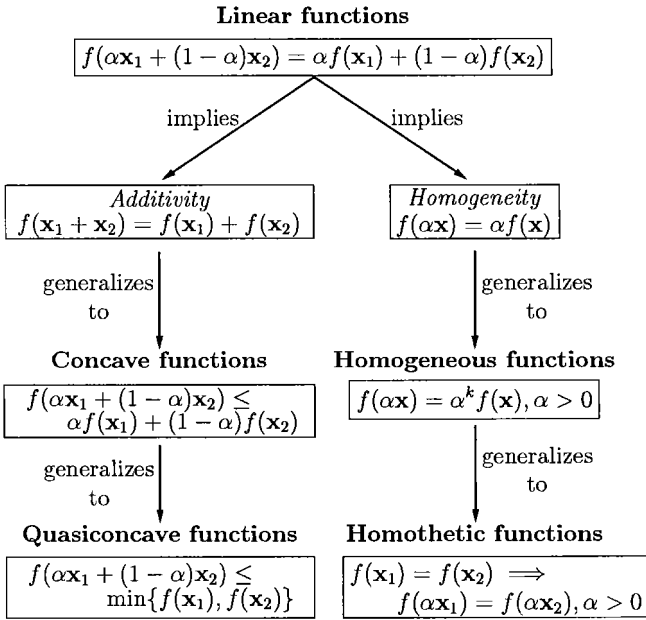 Linear functions
f(αx₁ + (1 − α)x₂) = αf(x₁) + (1 − α)f(x₂)
implies
implies
Additivity
f(x₁ + x₂) = f(x₁) + f(x₂)
Homogeneity
f(αx) = αf(x)
generalizes
to
generalizes
to
Concave functions
f(αx₁ + (1 − α)x₂) ≤
αf(x₁) + (1 − α)f(x₂)
Homogeneous functions
f(αx) = αᵏf(x), α > 0
generalizes
to
generalizes
to
Quasiconcave functions
f(αx₁ + (1 − α)x₂) ≤
min{f(x₁), f(x₂)}
Homothetic functions
f(x₁) = f(x₂) ⟹
f(αx₁) = f(αx₂), α > 0